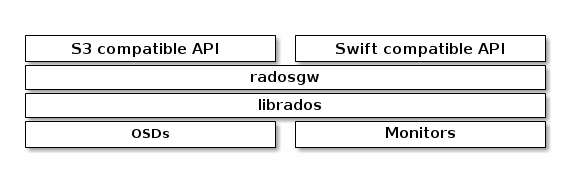 S3 compatible API
Swift compatible API
radosgw
librados
OSDs
Monitors